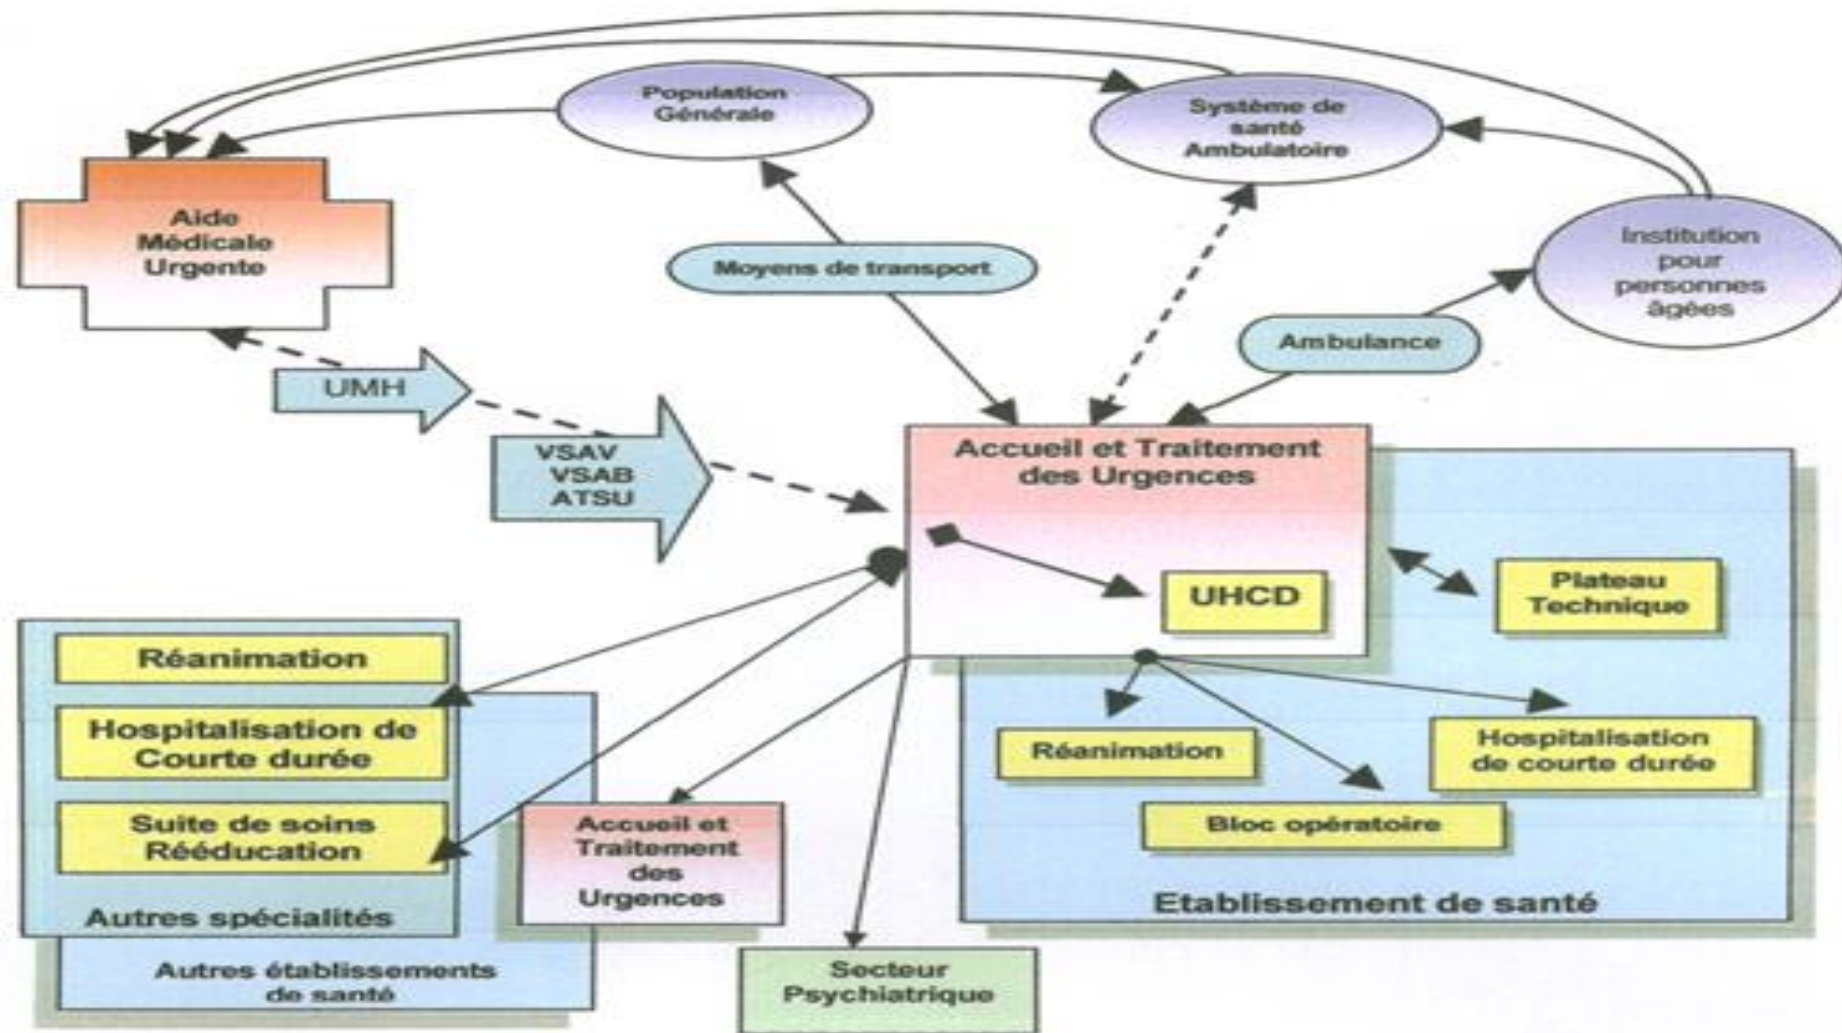 Population
Générale
Système de
santé
Ambulatoire
Aide
Médicale
Urgente
Institution
pour
personnes
âgées
Moyens de transport
Ambulance
UMH
VSAV
VSAB
ATSU
Accueil et Traitement
des Urgences
UHCD
Plateau
Technique
Réanimation
Hospitalisation de
Courte durée
Suite de soins
Rééducation
Autres spécialités
Autres établissements
de santé
Accueil et
Traitement
des
Urgences
Secteur
Psychiatrique
Réanimation
Hospitalisation
de courte durée
Bloc opératoire
Etablissement de santé